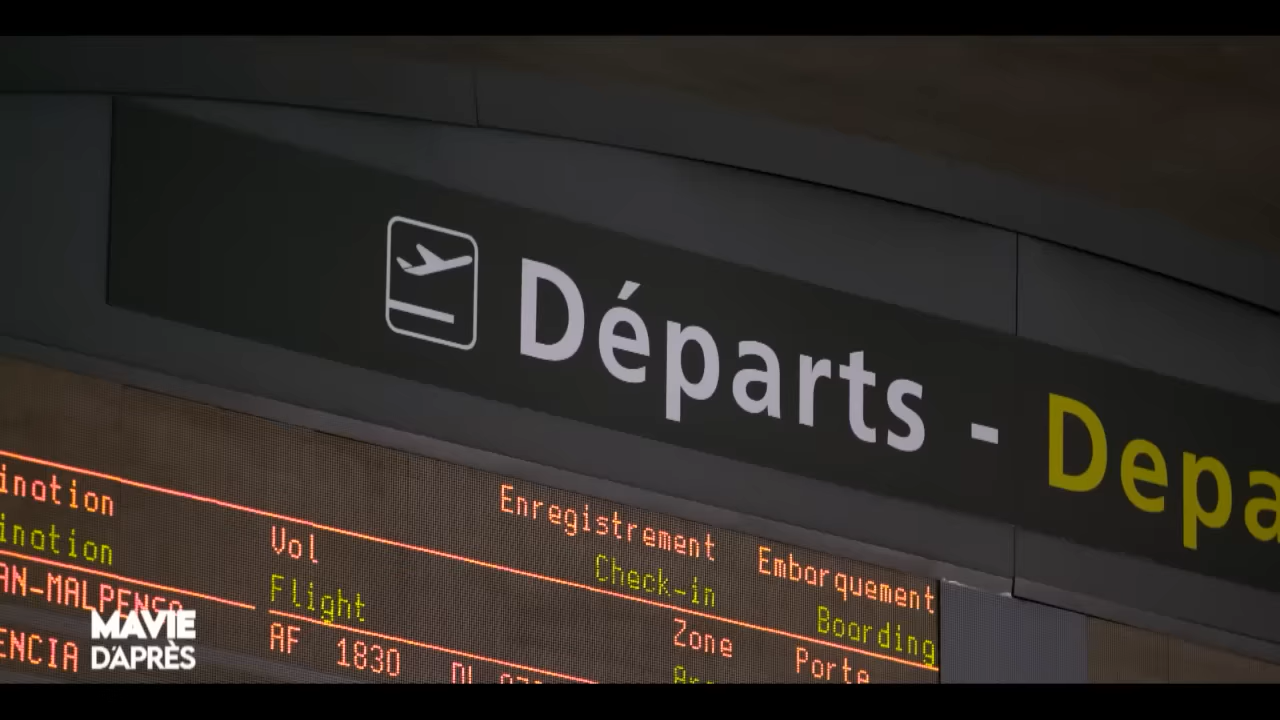 Départs - Depa
ination Vol Enregistrement Embarquement
ination Flight Check-in Boarding
AN-MALPENSA Zone Porte
ENCIA AF 1830
MAVIE
D'APRÈS